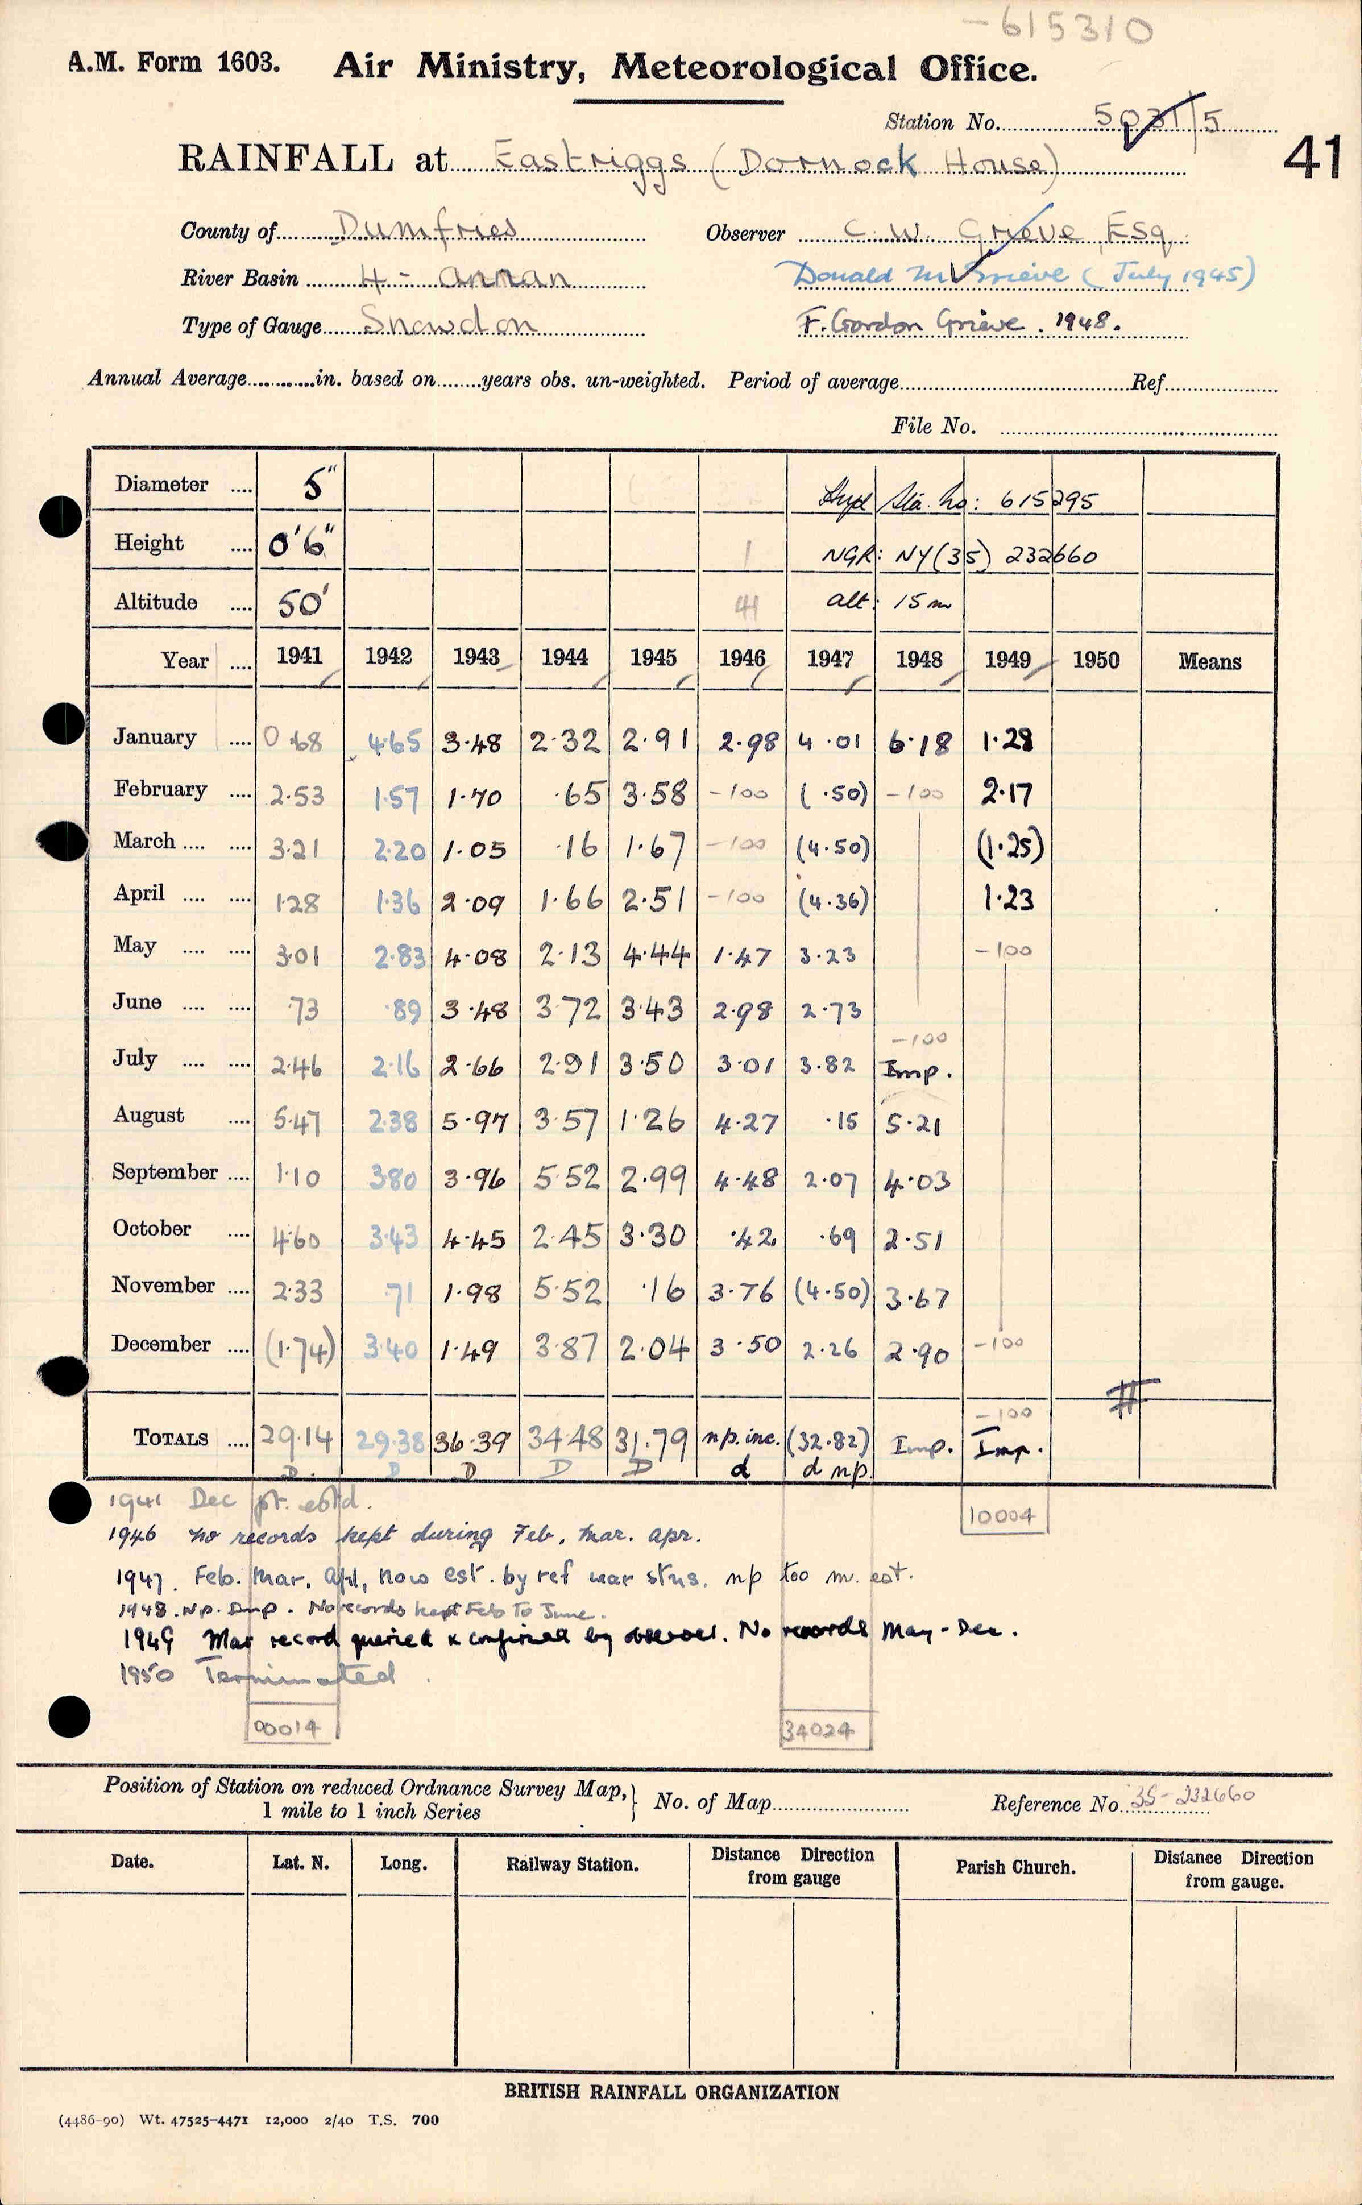 -615310
A.M. Form 1603. Air Ministry, Meteorological Office.
Station No. 5031/5
41
RAINFALL at Eastriggs (Dornock House)
County of Dumfries Observer C. W. Grieve, Esq
River Basin 4 - Annan Donald M Grieve (July 1945)
Type of Gauge Snowdon F. Gordon Grieve. 1948.
Annual Average in. based on years obs. un-weighted. Period of average Ref
File No.
Diameter 5" Hyd Sta. no: 615295
Height 0'6" NGR: NY(35) 232660
Altitude 50' alt: 15m
Year 1941 1942 1943 1944 1945 1946 1947 1948 1949 1950 Means
January 0.68 4.65 3.48 2.32 2.91 2.98 4.01 6.18 1.28
February 2.53 1.57 1.70 .65 3.58 -100 (.50) -100 2.17
March 3.21 2.20 1.05 .16 1.67 -100 (4.50) (1.25)
April 1.28 1.36 2.09 1.66 2.51 -100 (4.36) 1.23
May 3.01 2.83 4.08 2.13 4.44 1.47 3.23 -100
June .73 .89 3.48 3.72 3.43 2.98 2.73
-100
July 2.46 2.16 2.66 2.91 3.50 3.01 3.82 Imp.
August 5.47 2.38 5.97 3.57 1.26 4.27 .15 5.21
September 1.10 3.80 3.96 5.52 2.99 4.48 2.07 4.03
October 4.60 3.43 4.45 2.45 3.30 .42 .69 2.51
November 2.33 .71 1.98 5.52 .16 3.76 (4.50) 3.67
December (1.74) 3.40 1.49 3.87 2.04 3.50 2.26 2.90 -100
-100
TOTALS 29.14 29.38 36.39 34.48 31.79 np. inc. (32.82) Imp. Imp.
D D D D D d d np.
1941 Dec pt. estd.
10004
1946 no records kept during Feb, Mar. Apr.
1947. Feb. Mar. Apl, Nov est. by ref war stns. np too m. est.
1948. N.p. Imp. No records kept Feb To June.
1949 Mar record queried & confirmed by observer. No records May - Dec.
1950 Terminated
00014 34024
Position of Station on reduced Ordnance Survey Map, 1 mile to 1 inch Series No. of Map Reference No. 35-232660
Date. Lat. N. Long. Railway Station. Distance Direction from gauge Parish Church. Distance Direction from gauge.
BRITISH RAINFALL ORGANIZATION
(4486-90) Wt. 47525-4471 12,000 2/40 T.S. 700